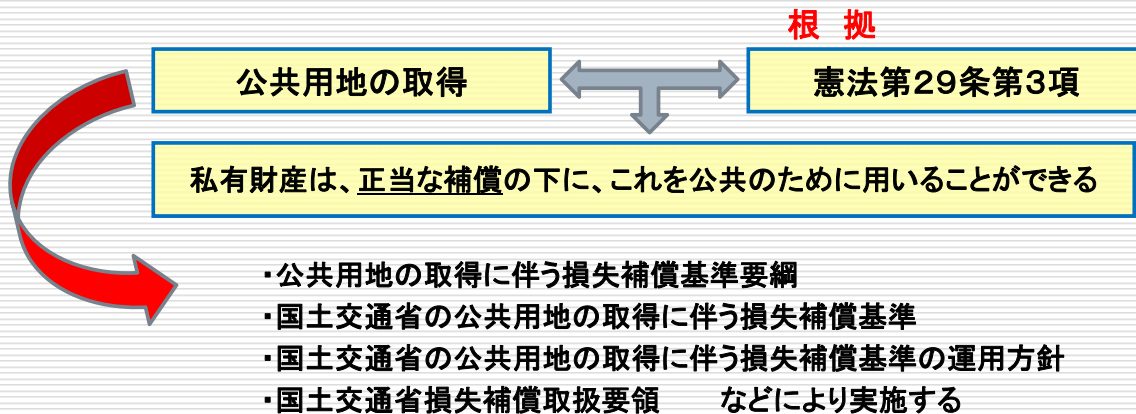 根 拠
公共用地の取得
憲法第29条第3項
私有財産は、正当な補償の下に、これを公共のために用いることができる
・公共用地の取得に伴う損失補償基準要綱
・国土交通省の公共用地の取得に伴う損失補償基準
・国土交通省の公共用地の取得に伴う損失補償基準の運用方針
・国土交通省損失補償取扱要領　　などにより実施する